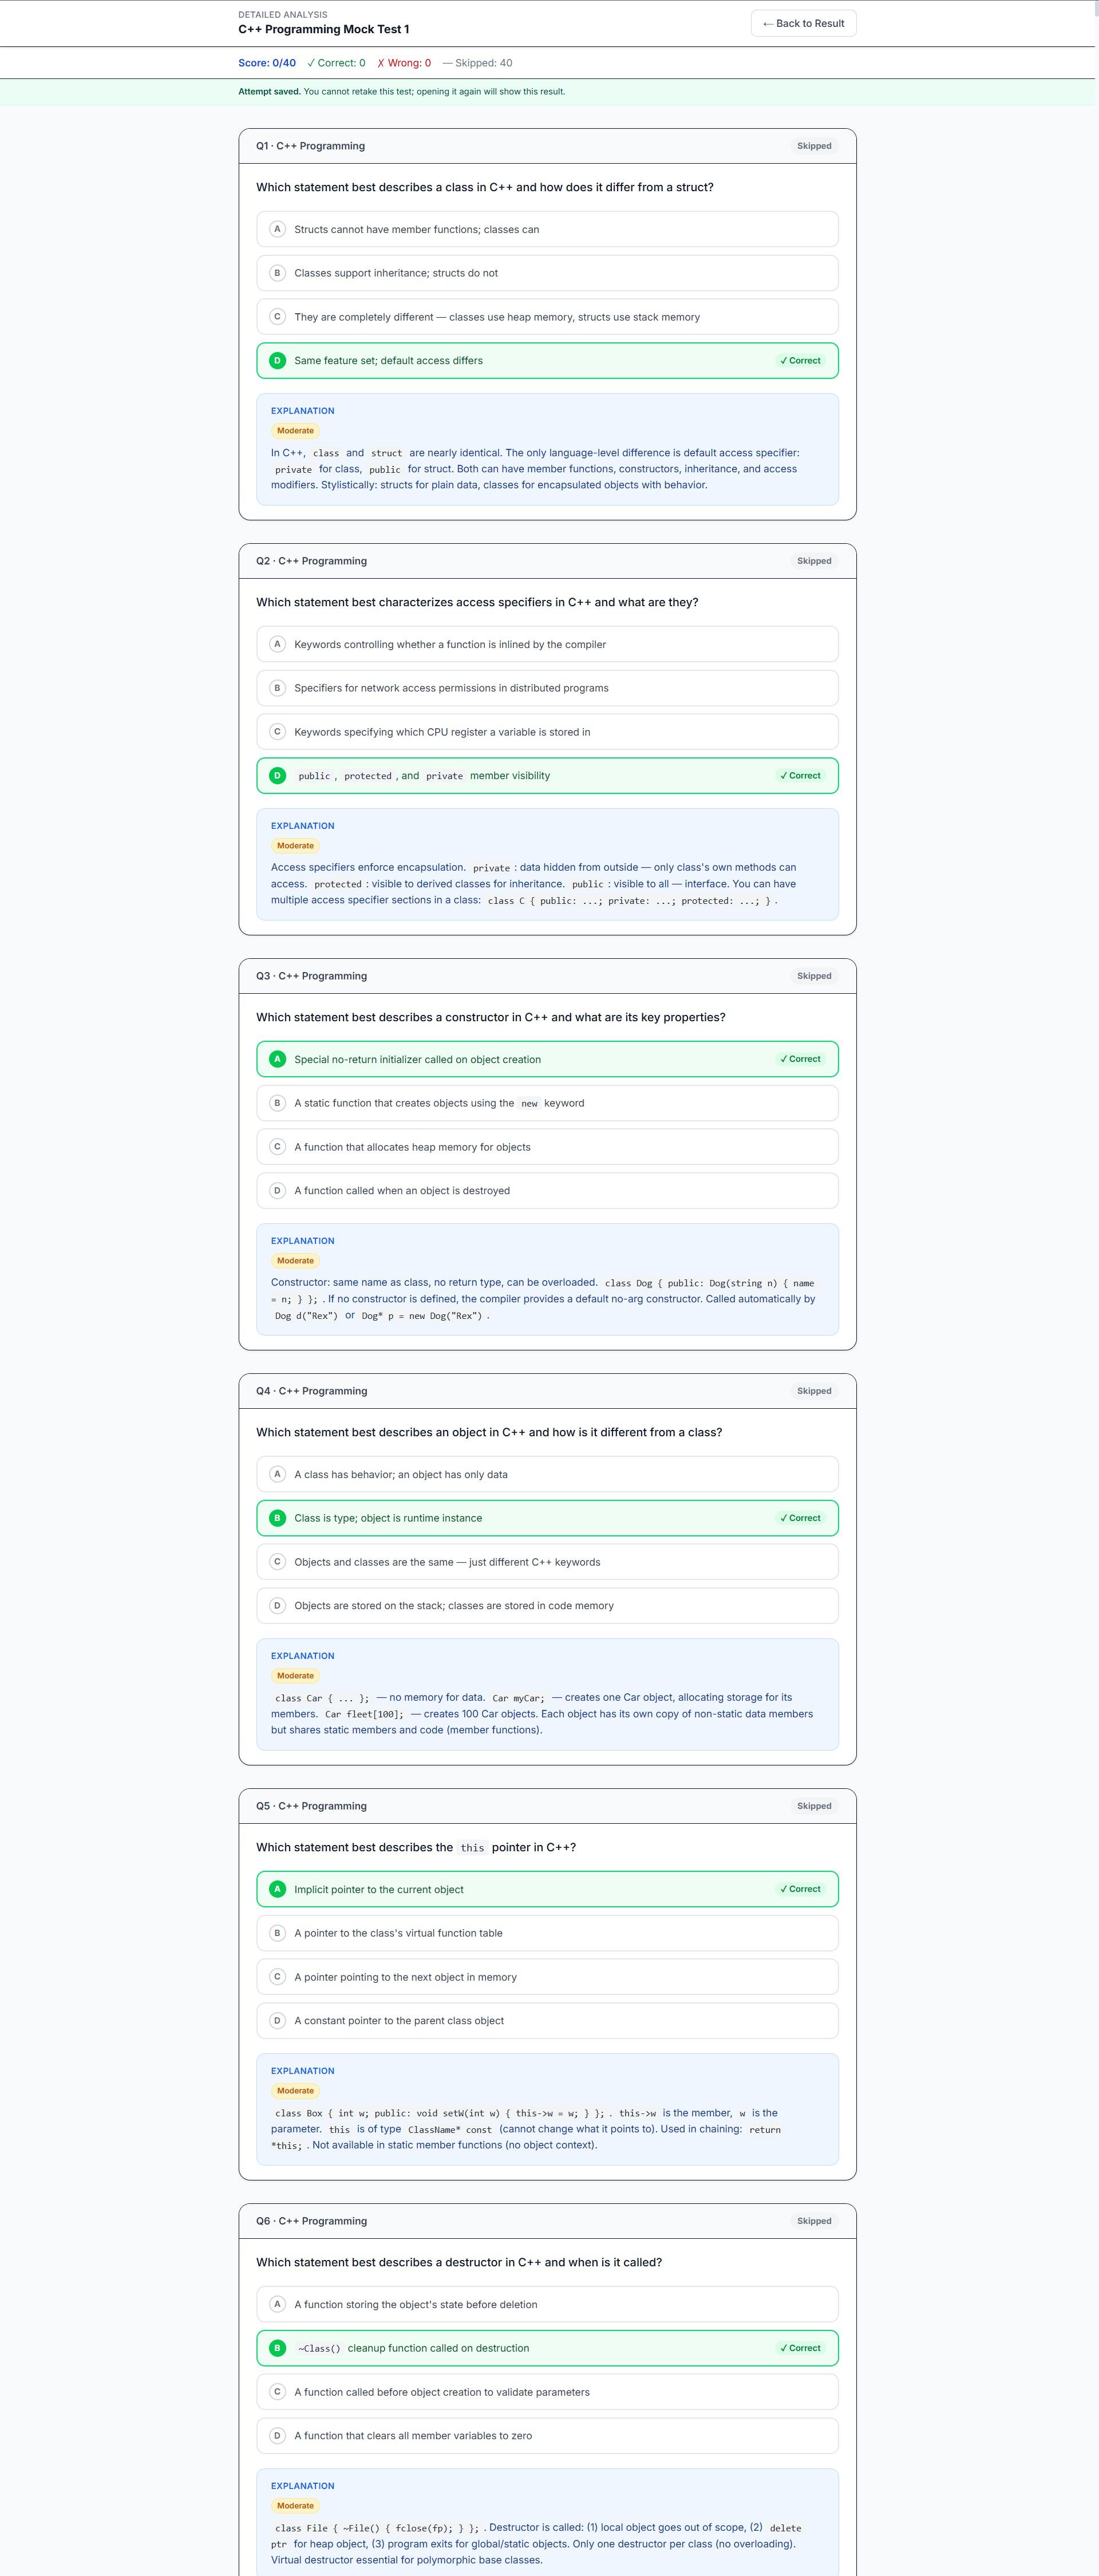 DETAILED ANALYSIS
C++ Programming Mock Test 1
← Back to Result
Score: 0/40 ✓ Correct: 0 ✗ Wrong: 0 — Skipped: 40
Attempt saved. You cannot retake this test; opening it again will show this result.
Q1 · C++ Programming Skipped
Which statement best describes a class in C++ and how does it differ from a struct?
A Structs cannot have member functions; classes can
B Classes support inheritance; structs do not
C They are completely different — classes use heap memory, structs use stack memory
D Same feature set; default access differs ✓ Correct
EXPLANATION
Moderate
In C++, class and struct are nearly identical. The only language-level difference is default access specifier:
private for class, public for struct. Both can have member functions, constructors, inheritance, and access
modifiers. Stylistically: structs for plain data, classes for encapsulated objects with behavior.
Q2 · C++ Programming Skipped
Which statement best characterizes access specifiers in C++ and what are they?
A Keywords controlling whether a function is inlined by the compiler
B Specifiers for network access permissions in distributed programs
C Keywords specifying which CPU register a variable is stored in
D public, protected, and private member visibility ✓ Correct
EXPLANATION
Moderate
Access specifiers enforce encapsulation. private: data hidden from outside — only class's own methods can
access. protected: visible to derived classes for inheritance. public: visible to all — interface. You can have
multiple access specifier sections in a class: class C { public: ...; private: ...; protected: ...; }.
Q3 · C++ Programming Skipped
Which statement best describes a constructor in C++ and what are its key properties?
A Special no-return initializer called on object creation ✓ Correct
B A static function that creates objects using the new keyword
C A function that allocates heap memory for objects
D A function called when an object is destroyed
EXPLANATION
Moderate
Constructor: same name as class, no return type, can be overloaded. class Dog { public: Dog(string n) { name
= n; } };. If no constructor is defined, the compiler provides a default no-arg constructor. Called automatically by
Dog d("Rex") or Dog* p = new Dog("Rex").
Q4 · C++ Programming Skipped
Which statement best describes an object in C++ and how is it different from a class?
A A class has behavior; an object has only data
B Class is type; object is runtime instance ✓ Correct
C Objects and classes are the same — just different C++ keywords
D Objects are stored on the stack; classes are stored in code memory
EXPLANATION
Moderate
class Car { ... }; — no memory for data. Car myCar; — creates one Car object, allocating storage for its
members. Car fleet[100]; — creates 100 Car objects. Each object has its own copy of non-static data members
but shares static members and code (member functions).
Q5 · C++ Programming Skipped
Which statement best describes the this pointer in C++?
A Implicit pointer to the current object ✓ Correct
B A pointer to the class's virtual function table
C A pointer pointing to the next object in memory
D A constant pointer to the parent class object
EXPLANATION
Moderate
class Box { int w; public: void setW(int w) { this->w = w; } };. this->w is the member, w is the
parameter. this is of type ClassName* const (cannot change what it points to). Used in chaining: return
*this;. Not available in static member functions (no object context).
Q6 · C++ Programming Skipped
Which statement best describes a destructor in C++ and when is it called?
A A function storing the object's state before deletion
B ~Class() cleanup function called on destruction ✓ Correct
C A function called before object creation to validate parameters
D A function that clears all member variables to zero
EXPLANATION
Moderate
class File { ~File() { fclose(fp); } };. Destructor is called: (1) local object goes out of scope, (2) delete
ptr for heap object, (3) program exits for global/static objects. Only one destructor per class (no overloading).
Virtual destructor essential for polymorphic base classes.